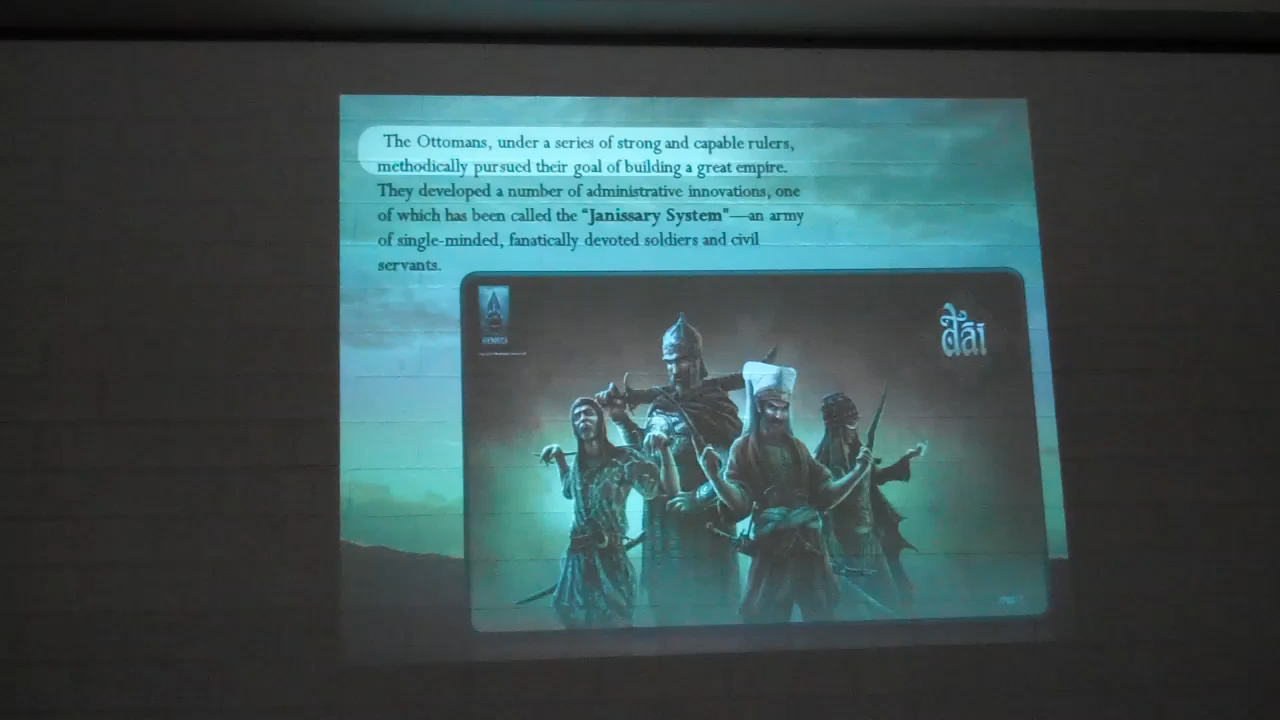 The Ottomans, under a series of strong and capable rulers,
methodically pursued their goal of building a great empire.
They developed a number of administrative innovations, one
of which has been called the “Janissary System”—an army
of single-minded, fanatically devoted soldiers and civil
servants.
dāī